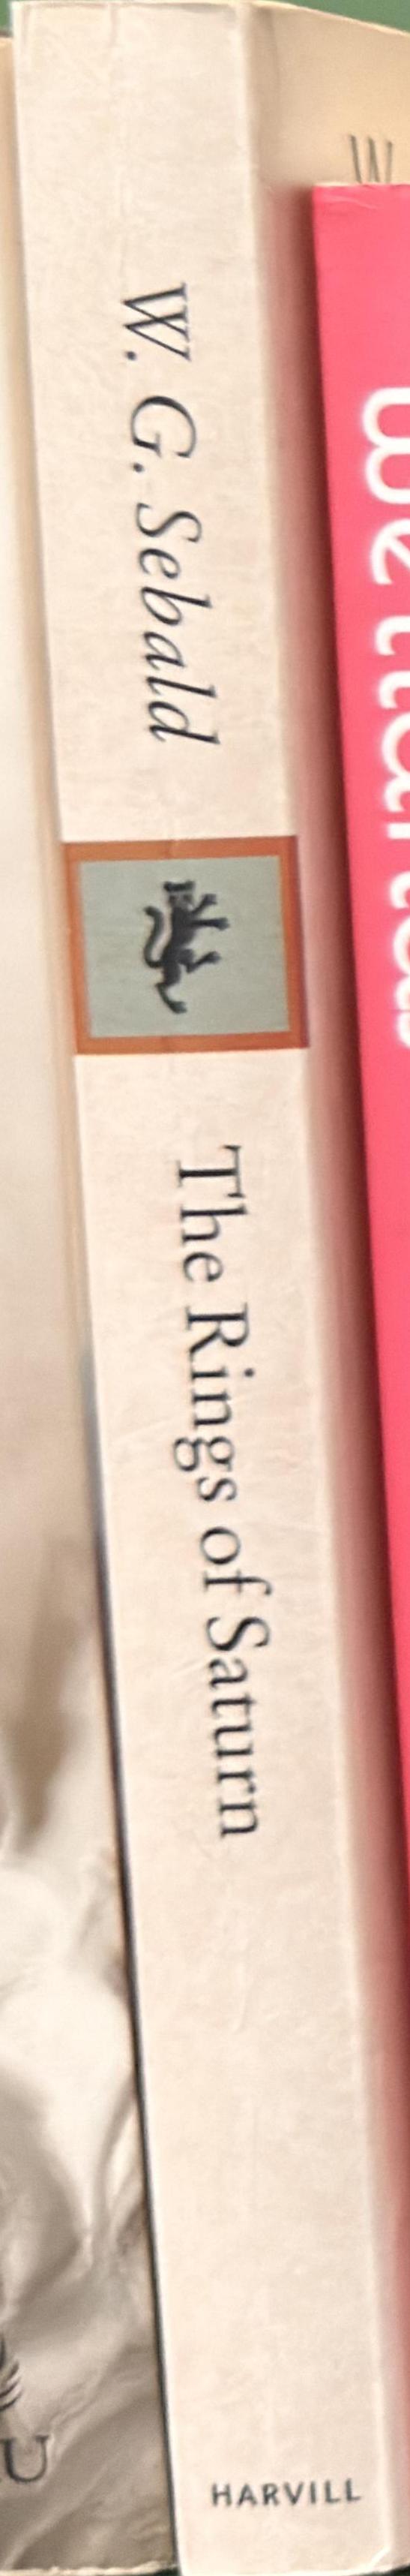 W. G. Sebald
The Rings of Saturn
HARVILL
W
U